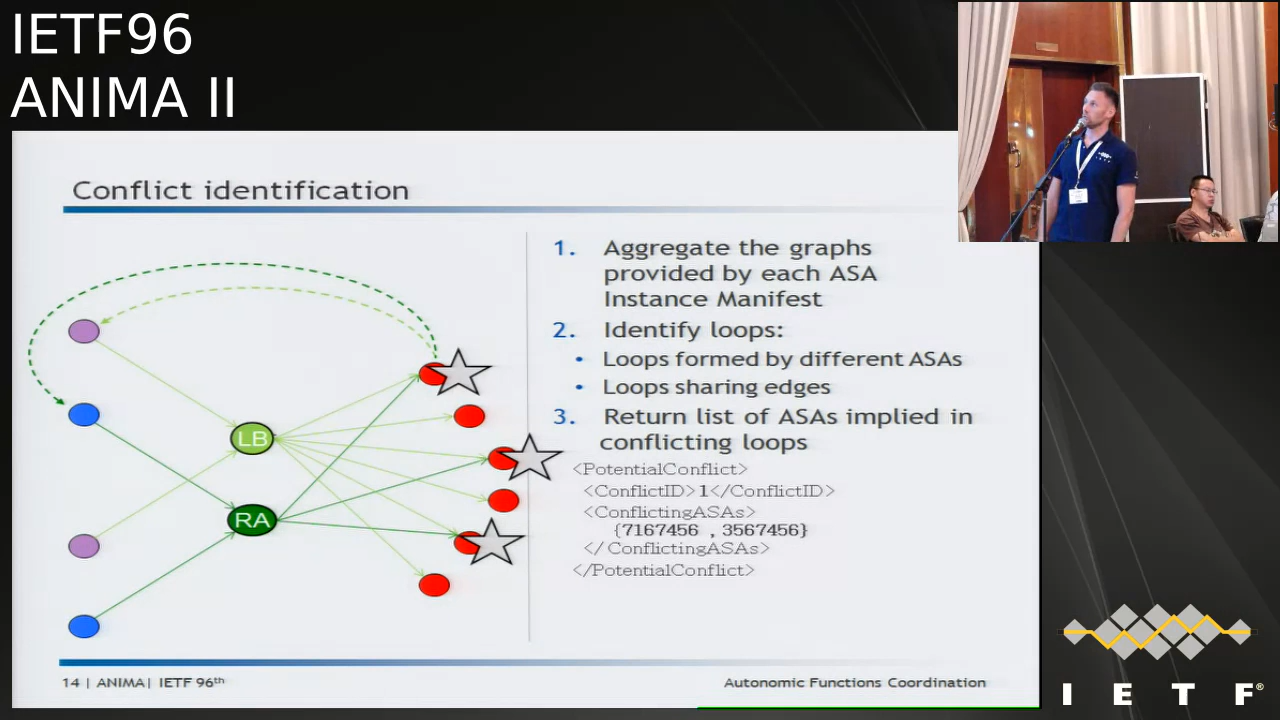 IETF96
ANIMA II
Conflict identification
LB
RA
1. Aggregate the graphs
provided by each ASA
Instance Manifest
2. Identify loops:
• Loops formed by different ASAs
• Loops sharing edges
3. Return list of ASAs implied in
conflicting loops
<PotentialConflict>
<ConflictID>1</ConflictID>
<ConflictingASAs>
{7167456 , 3567456}
</ ConflictingASAs>
</PotentialConflict>
14 | ANIMA| IETF 96th
Autonomic Functions Coordination
I E T F®